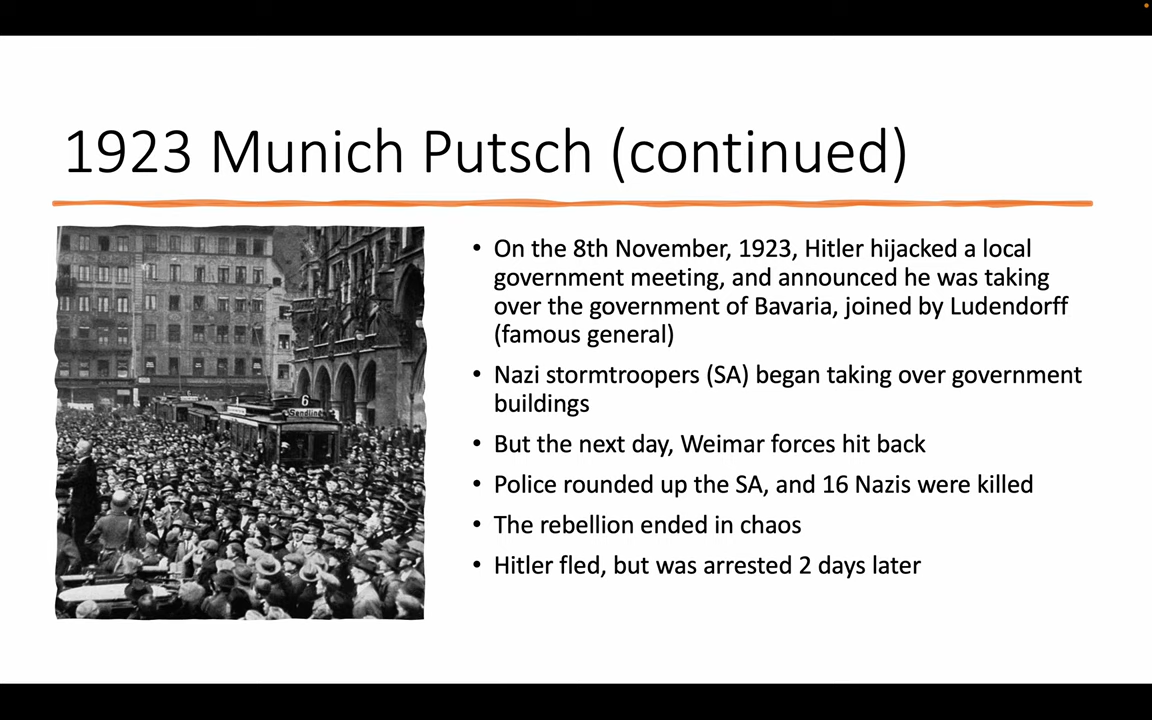 1923 Munich Putsch (continued)
• On the 8th November, 1923, Hitler hijacked a local
government meeting, and announced he was taking
over the government of Bavaria, joined by Ludendorff
(famous general)
• Nazi stormtroopers (SA) began taking over government
buildings
• But the next day, Weimar forces hit back
• Police rounded up the SA, and 16 Nazis were killed
• The rebellion ended in chaos
• Hitler fled, but was arrested 2 days later
6
Sendling